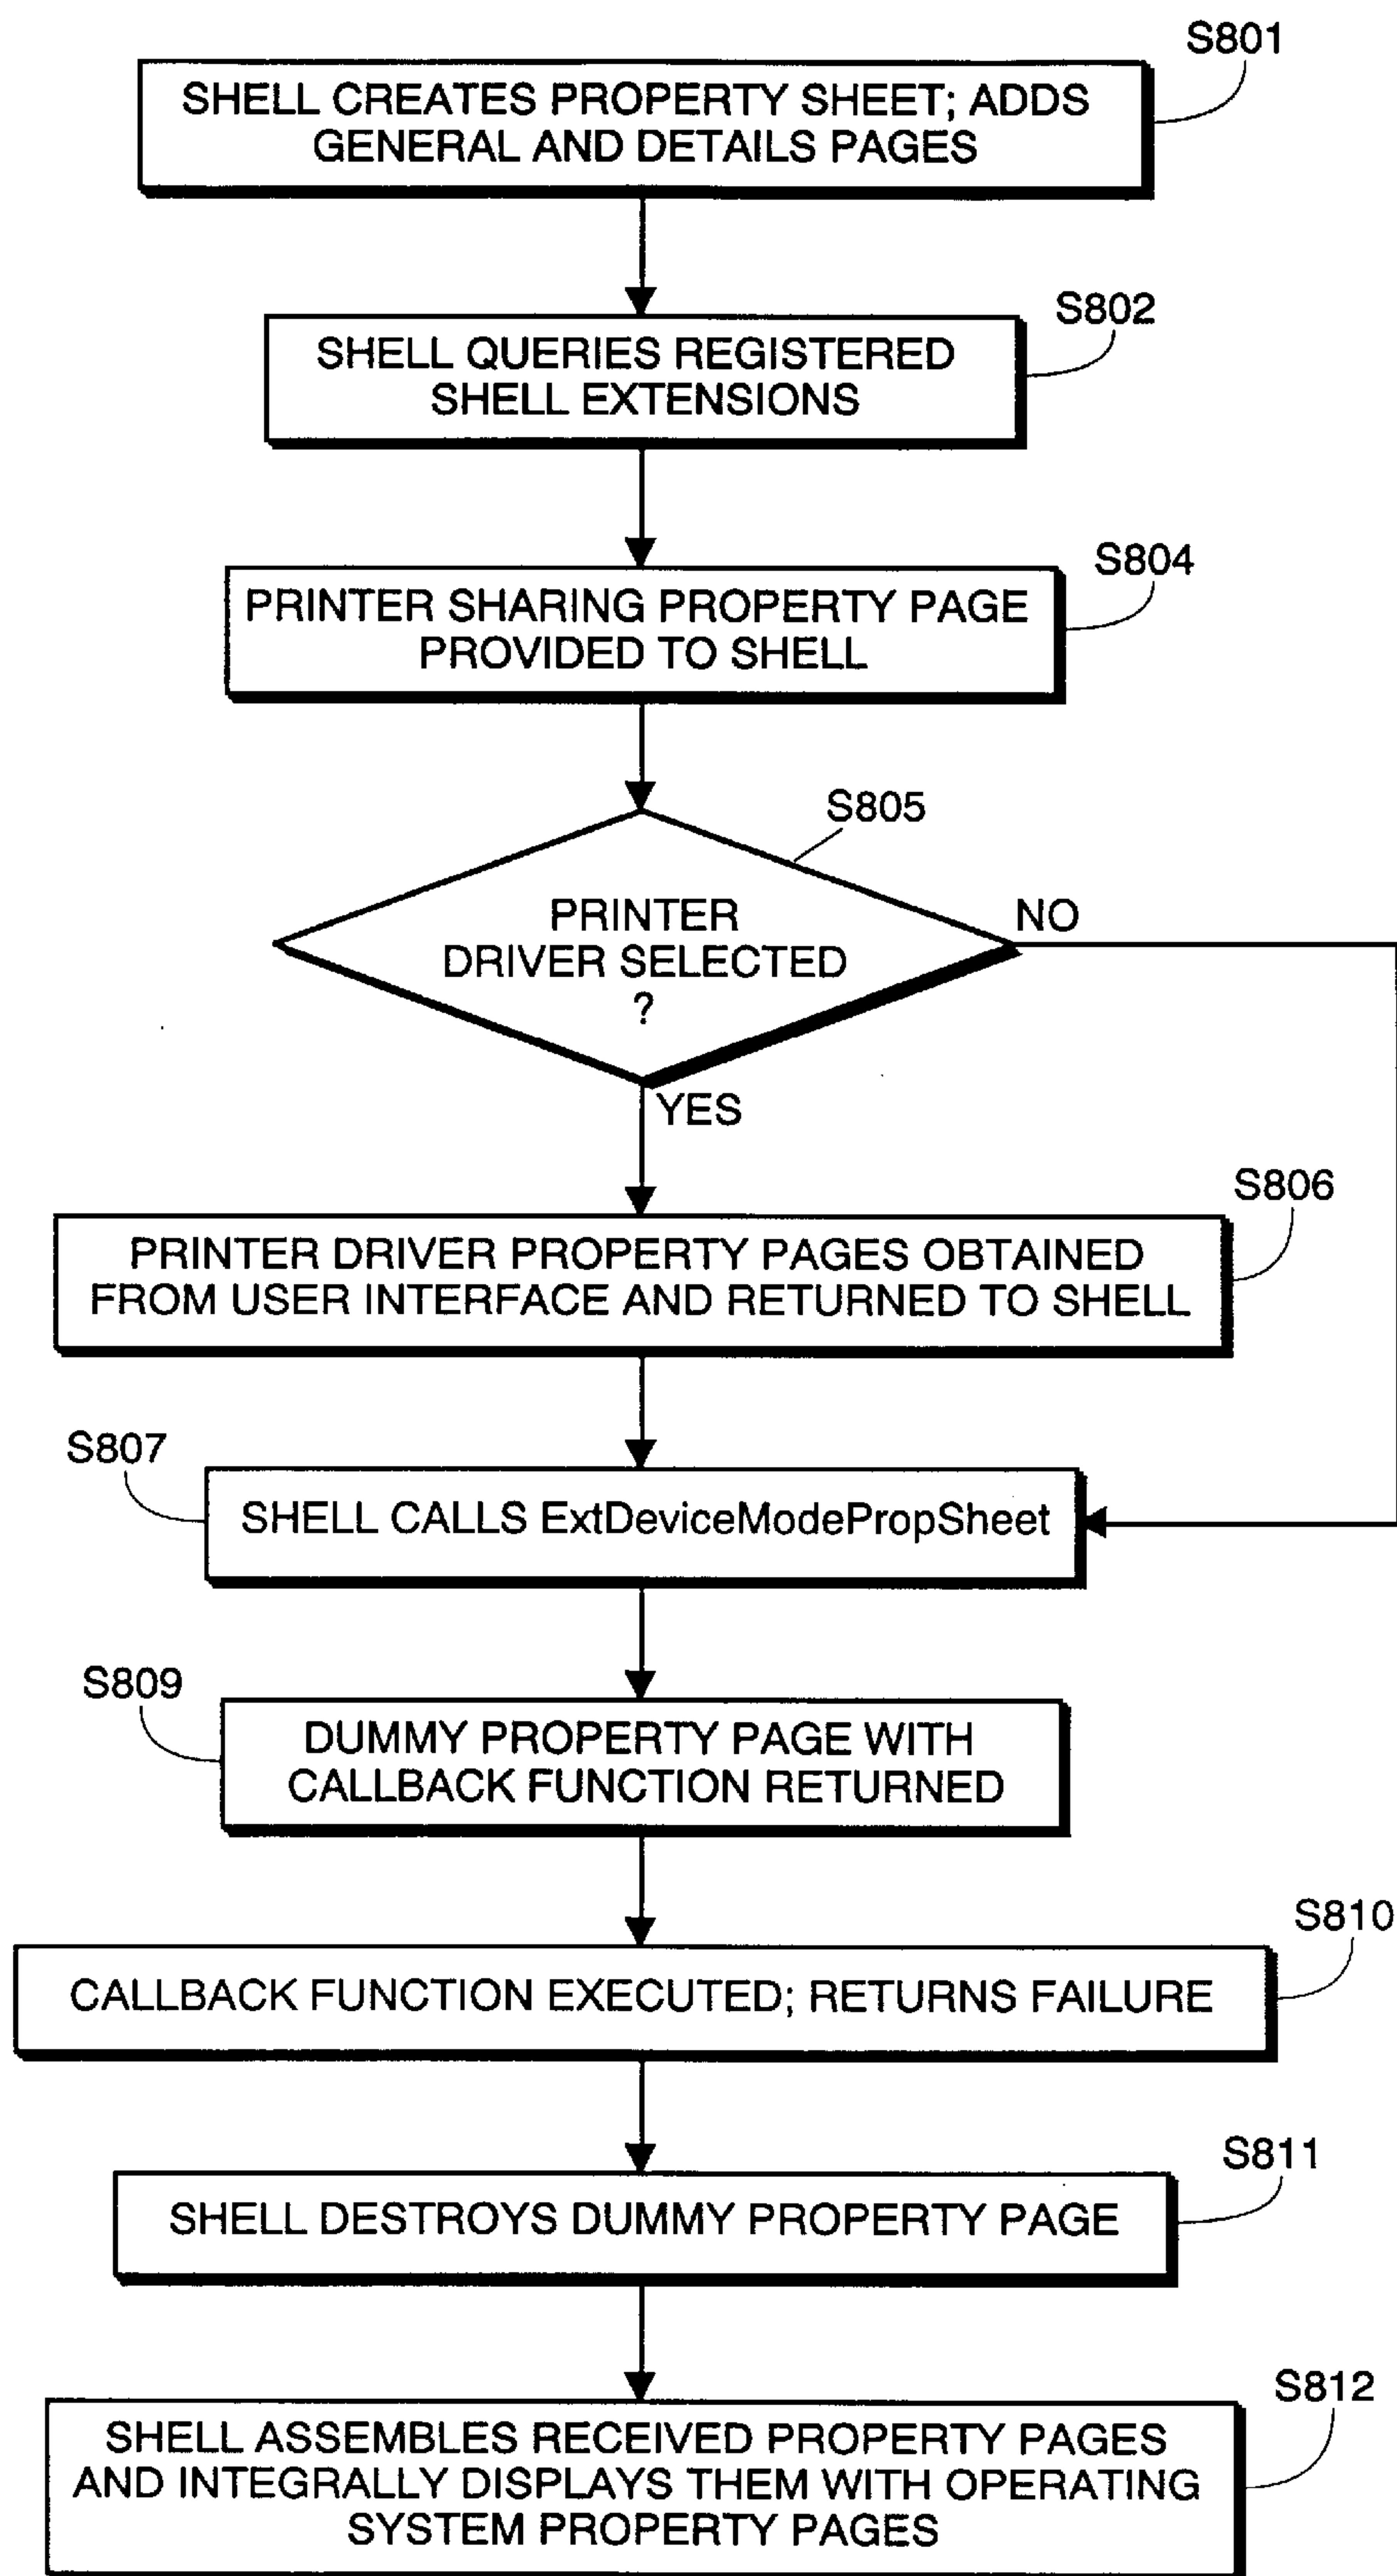 S801
SHELL CREATES PROPERTY SHEET; ADDS
GENERAL AND DETAILS PAGES
S802
SHELL QUERIES REGISTERED
SHELL EXTENSIONS
S804
PRINTER SHARING PROPERTY PAGE
PROVIDED TO SHELL
S805
PRINTER
DRIVER SELECTED
?
NO
YES
S806
PRINTER DRIVER PROPERTY PAGES OBTAINED
FROM USER INTERFACE AND RETURNED TO SHELL
S807
SHELL CALLS ExtDeviceModePropSheet
S809
DUMMY PROPERTY PAGE WITH
CALLBACK FUNCTION RETURNED
S810
CALLBACK FUNCTION EXECUTED; RETURNS FAILURE
S811
SHELL DESTROYS DUMMY PROPERTY PAGE
S812
SHELL ASSEMBLES RECEIVED PROPERTY PAGES
AND INTEGRALLY DISPLAYS THEM WITH OPERATING
SYSTEM PROPERTY PAGES